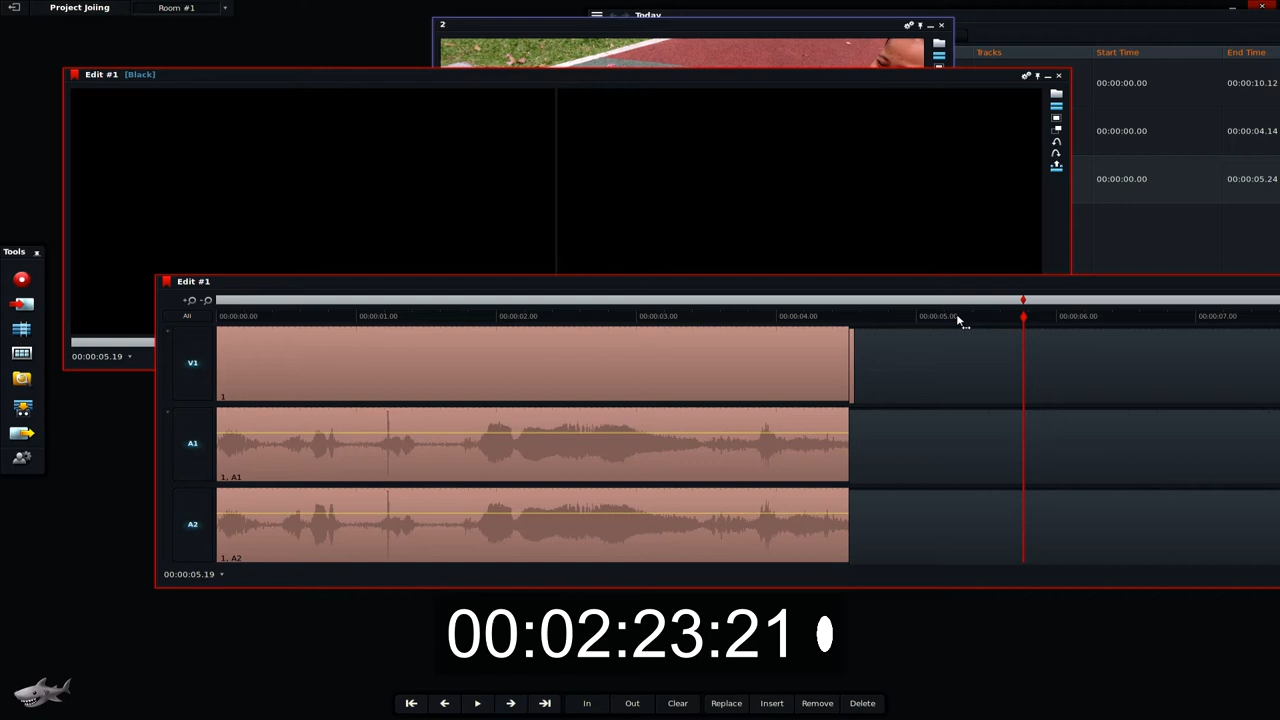 Project Joiing
Room #1
Today
2
Tracks
Start Time
End Time
Edit #1 [Black]
00:00:00.00
00:00:10.12
00:00:00.00
00:00:04.14
00:00:00.00
00:00:05.24
Tools
00:00:05.19
Edit #1
All
00:00:00.00
00:00:01.00
00:00:02.00
00:00:03.00
00:00:04.00
00:00:05.00
00:00:06.00
00:00:07.00
V1
1
A1
1, A1
A2
1, A2
00:00:05.19
00:02:23:21
In
Out
Clear
Replace
Insert
Remove
Delete